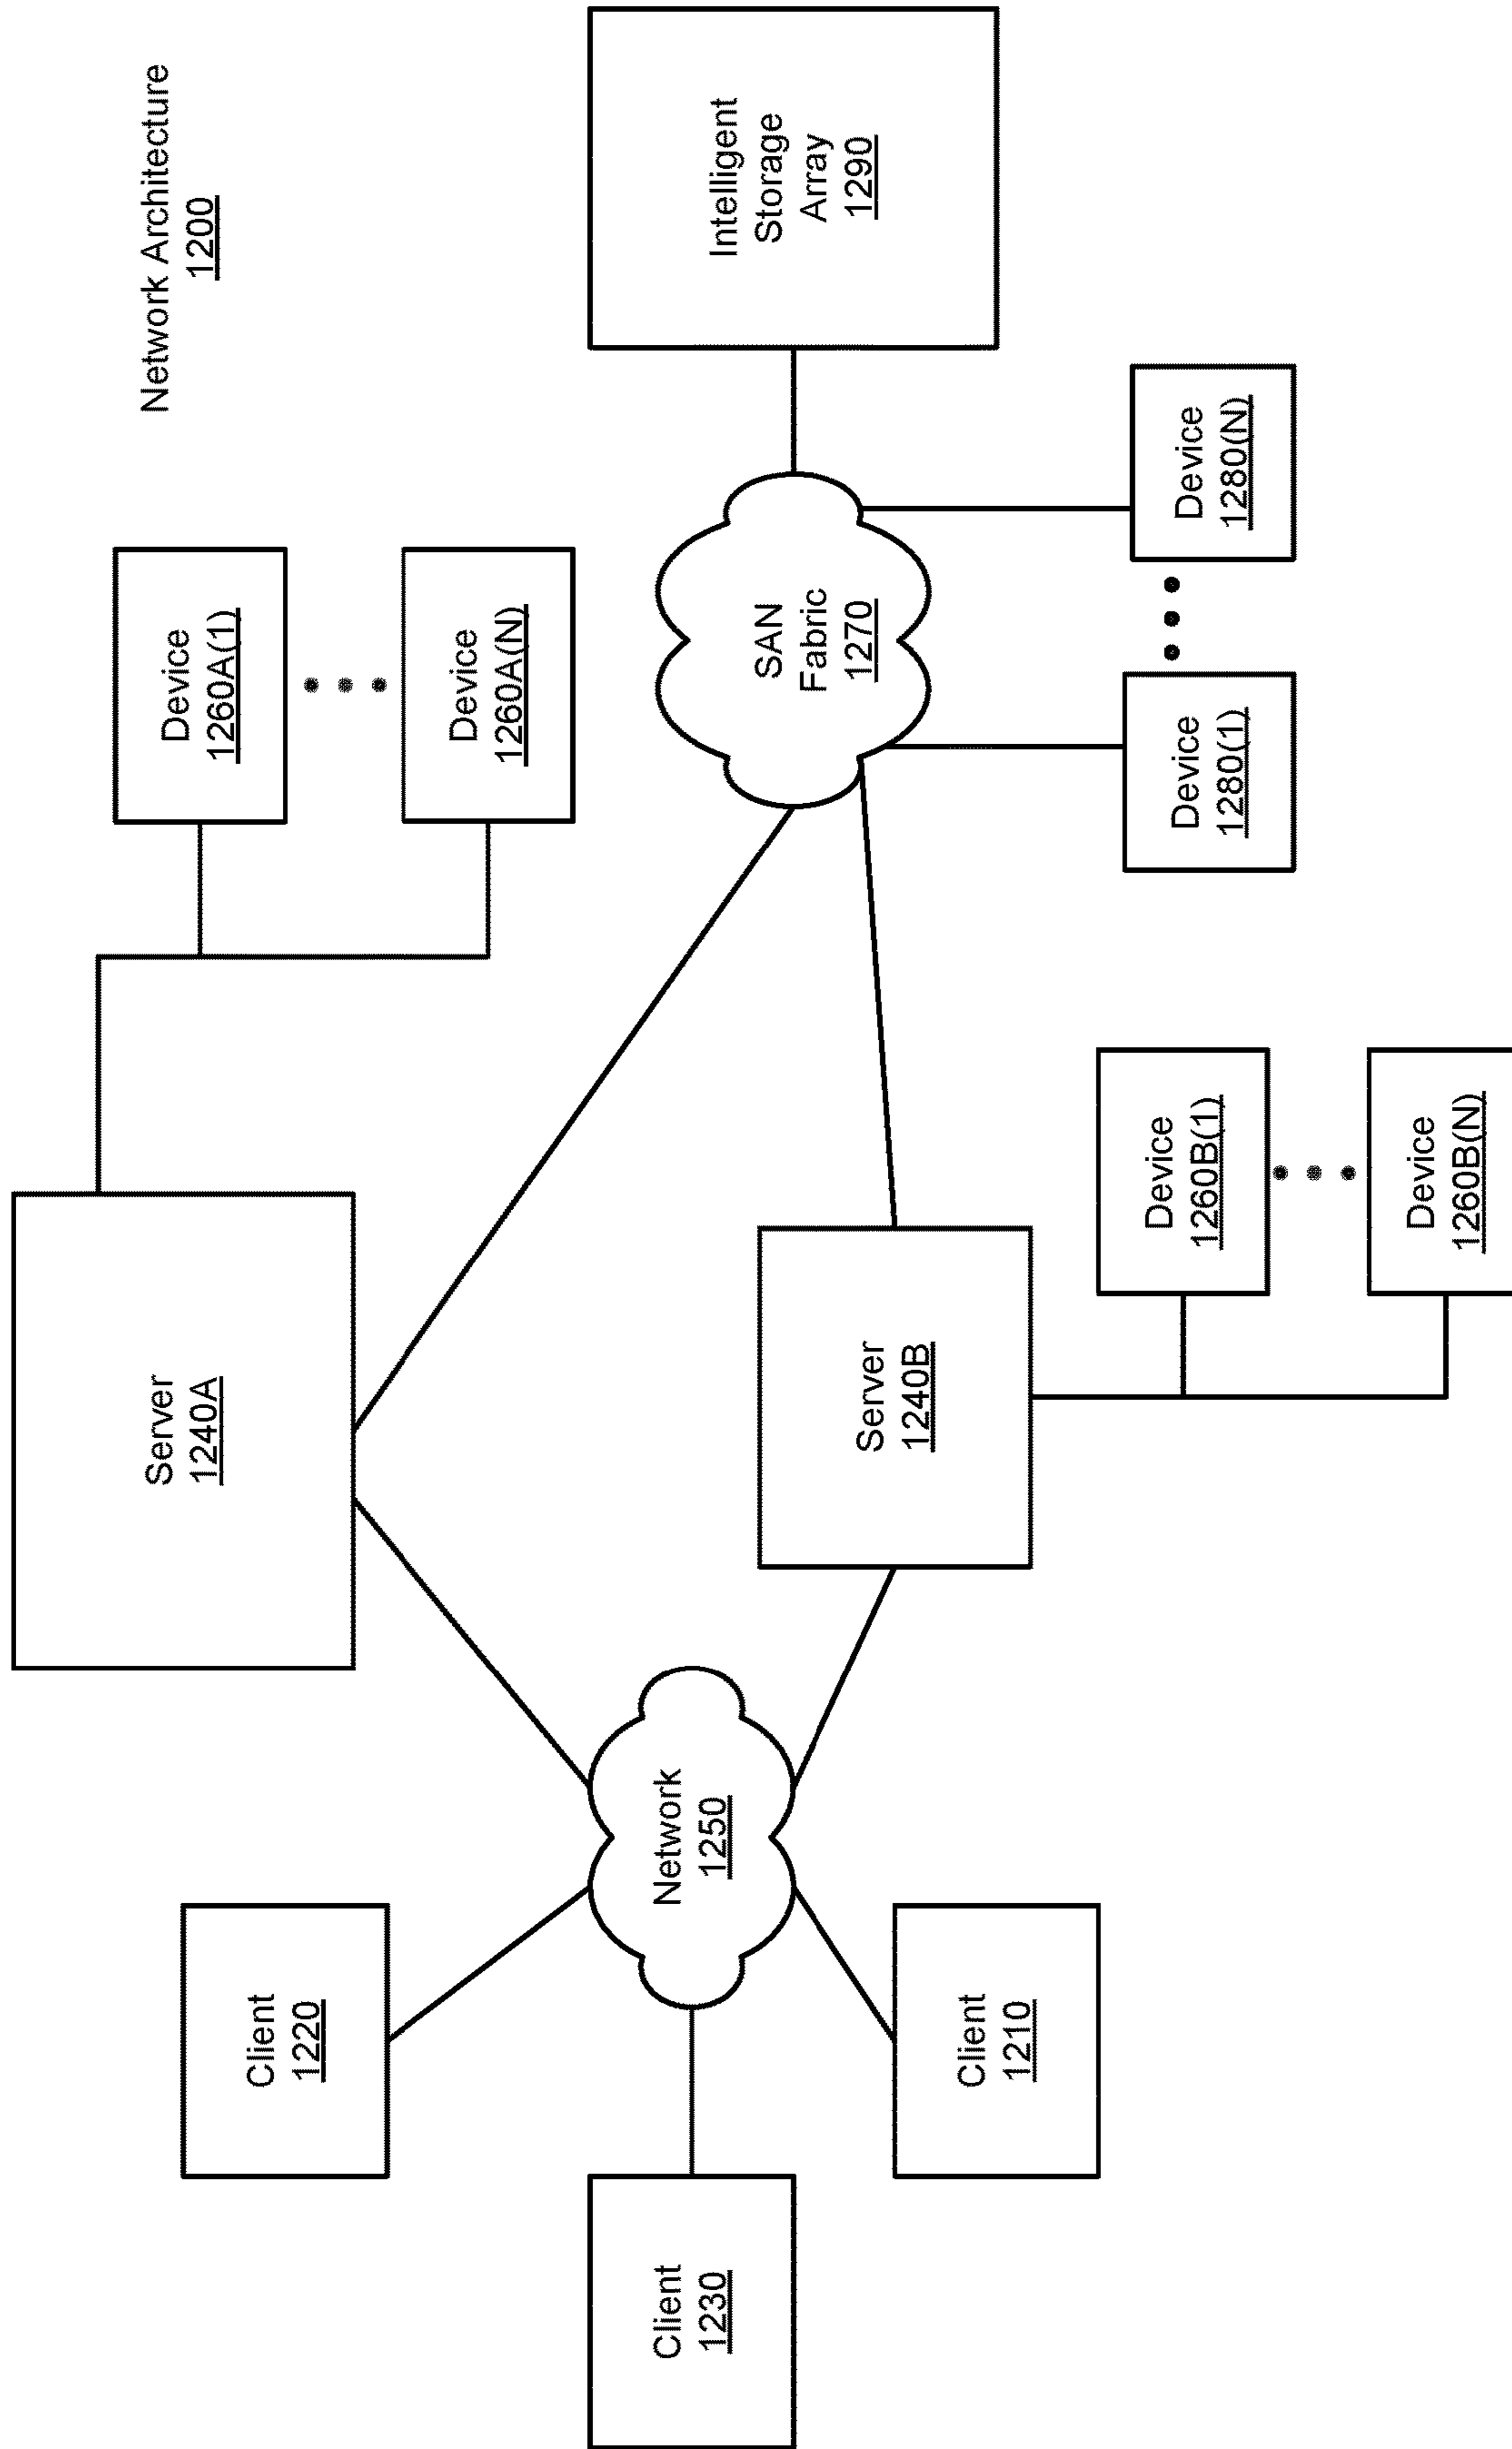 Network Architecture
1200
Client
1220
Server
1240A
Device
1260A(1)
Device
1260A(N)
Client
1230
Network
1250
SAN
Fabric
1270
Intelligent
Storage
Array
1290
Client
1210
Server
1240B
Device
1260B(1)
Device
1260B(N)
Device
1280(1)
Device
1280(N)